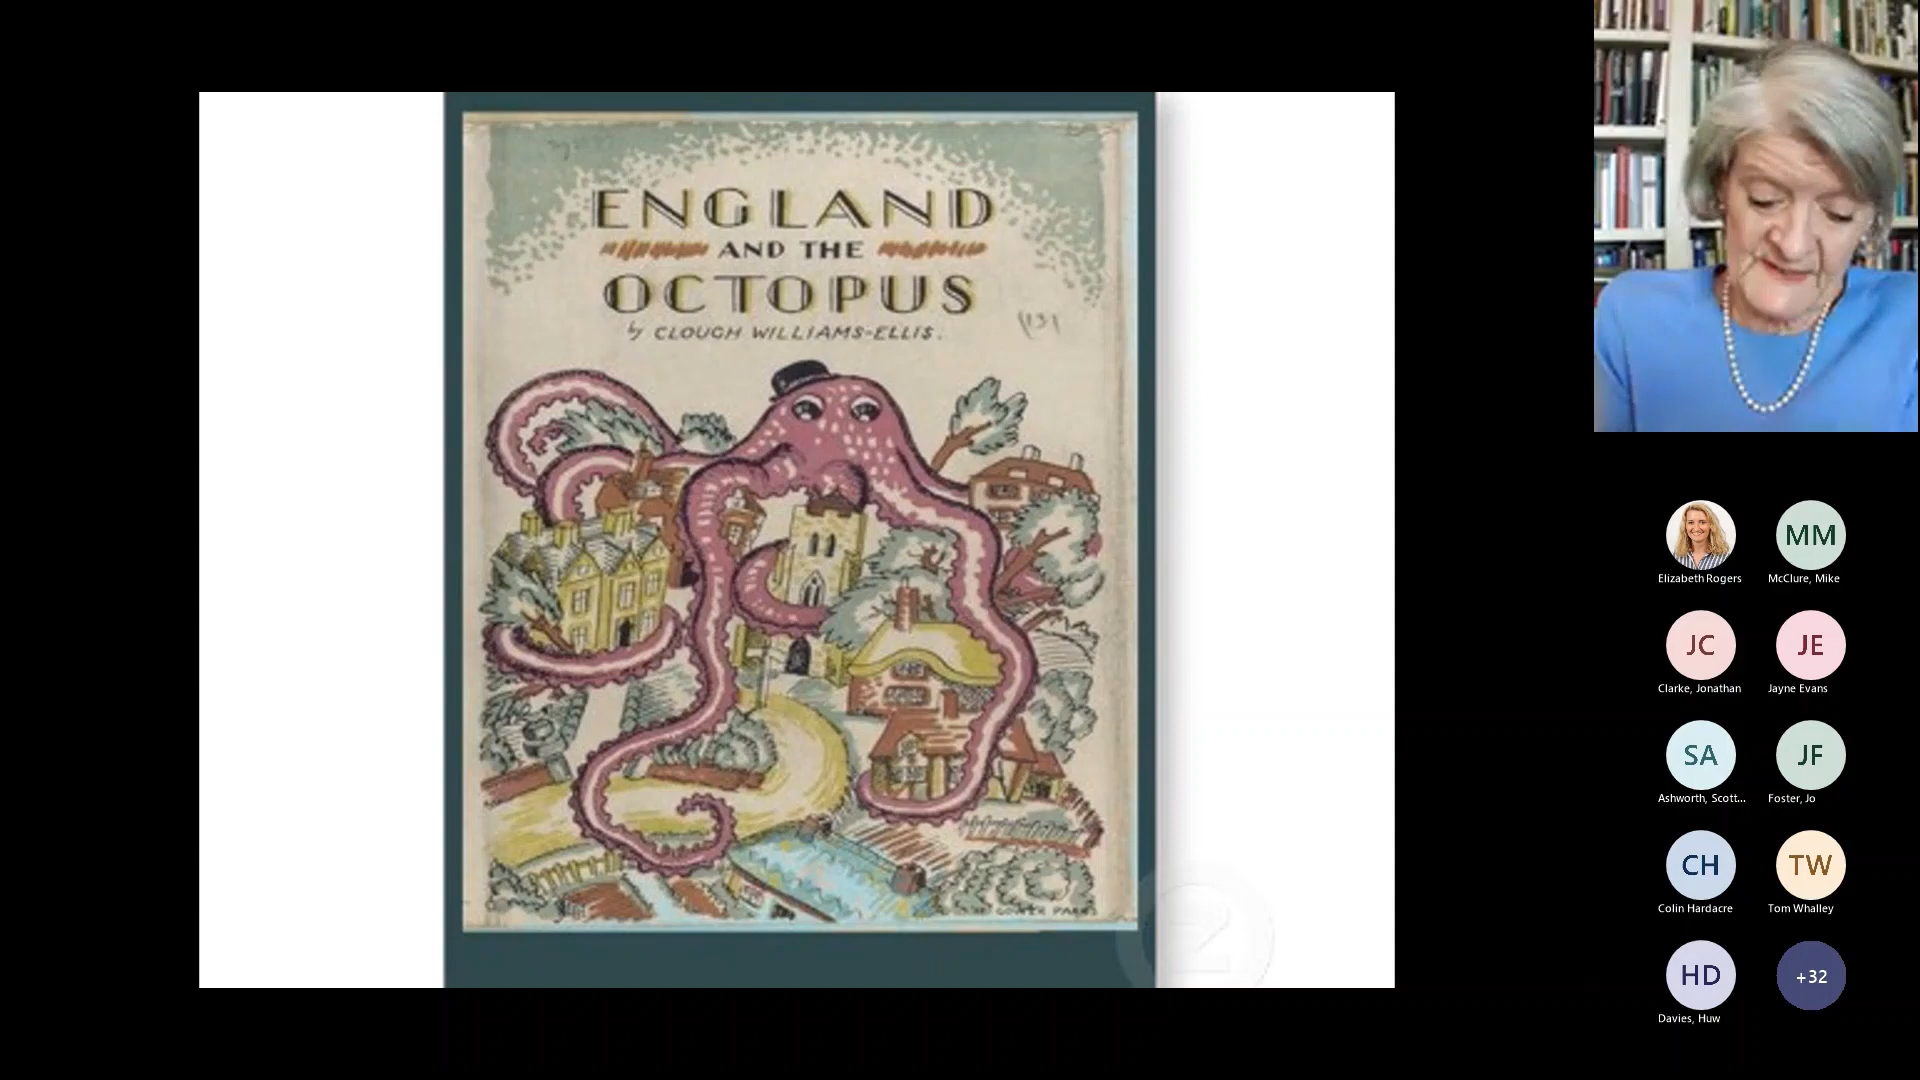 ENGLAND
AND THE
OCTOPUS
by CLOUGH WILLIAMS-ELLIS.
Elizabeth Rogers
MM
McClure, Mike
JC
Clarke, Jonathan
JE
Jayne Evans
SA
Ashworth, Scott...
JF
Foster, Jo
CH
Colin Hardacre
TW
Tom Whalley
HD
Davies, Huw
+32